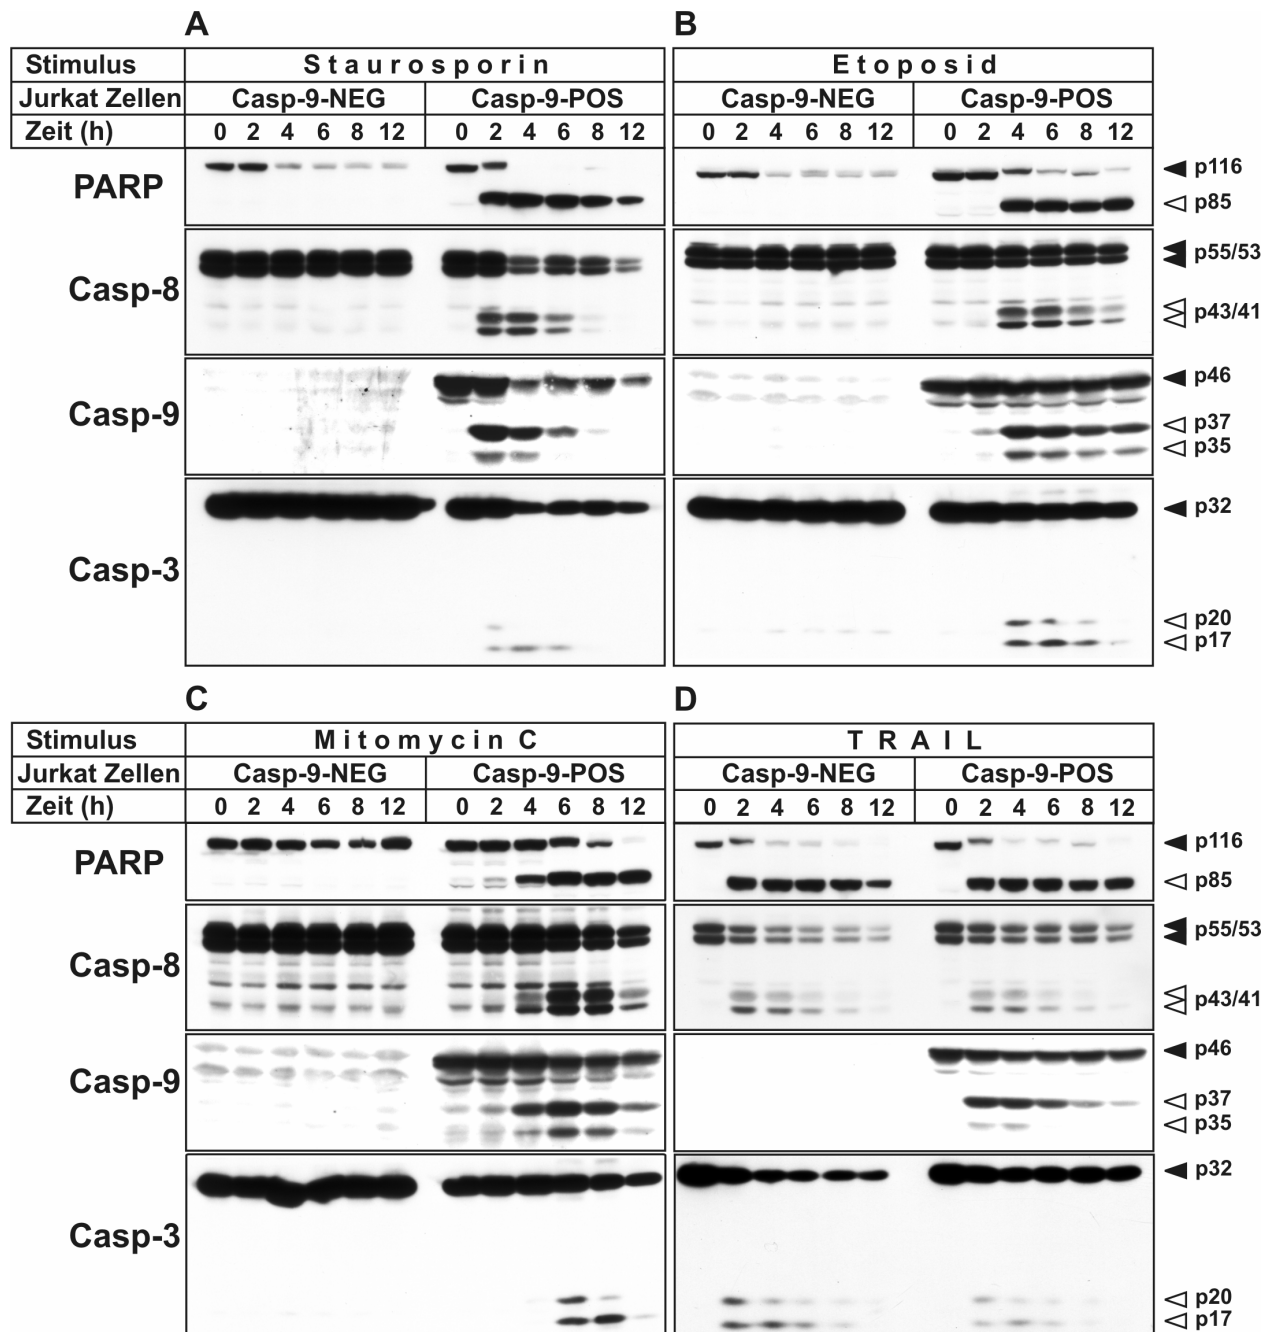 A B
Stimulus Staurosporin Etoposid
Jurkat Zellen Casp-9-NEG Casp-9-POS Casp-9-NEG Casp-9-POS
Zeit (h) 0 2 4 6 8 12 0 2 4 6 8 12 0 2 4 6 8 12 0 2 4 6 8 12
PARP p116
p85
Casp-8 p55/53
p43/41
Casp-9 p46
p37
p35
Casp-3 p32
p20
p17
C D
Stimulus Mitomycin C TRAIL
Jurkat Zellen Casp-9-NEG Casp-9-POS Casp-9-NEG Casp-9-POS
Zeit (h) 0 2 4 6 8 12 0 2 4 6 8 12 0 2 4 6 8 12 0 2 4 6 8 12
PARP p116
p85
Casp-8 p55/53
p43/41
Casp-9 p46
p37
p35
Casp-3 p32
p20
p17